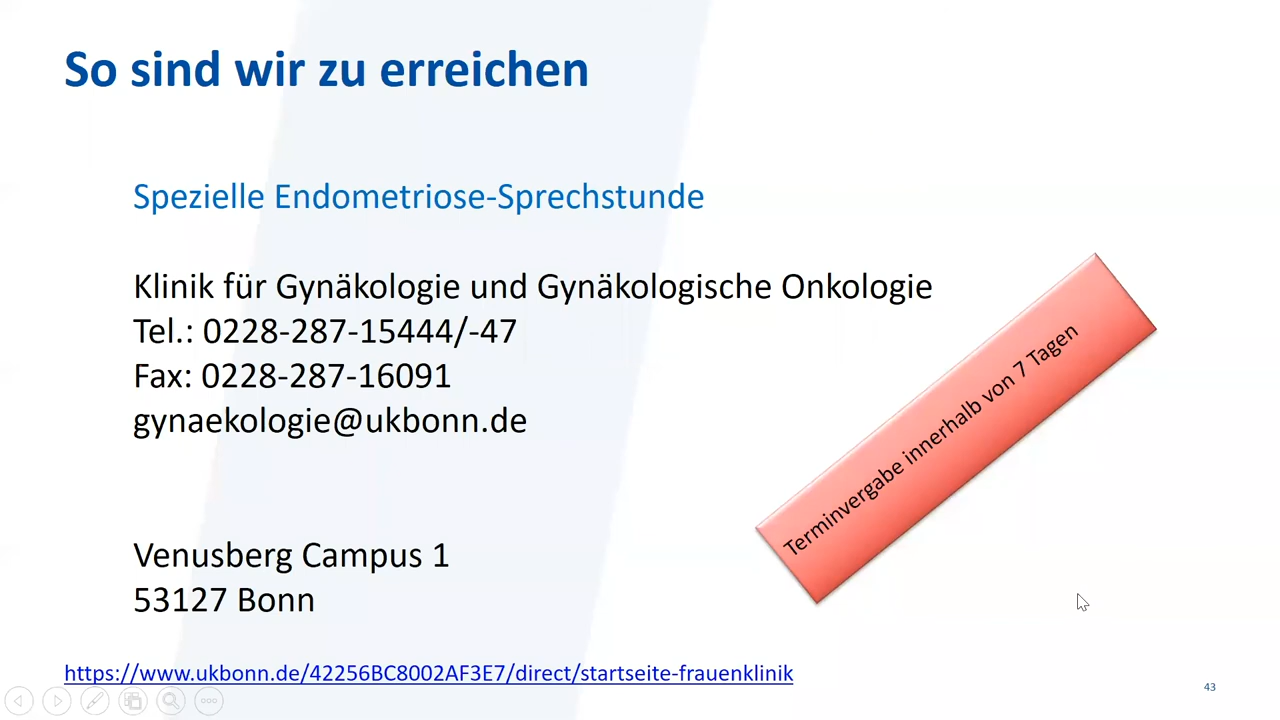 So sind wir zu erreichen
Spezielle Endometriose-Sprechstunde
Klinik für Gynäkologie und Gynäkologische Onkologie
Tel.: 0228-287-15444/-47
Fax: 0228-287-16091
gynaekologie@ukbonn.de
Terminvergabe innerhalb von 7 Tagen
Venusberg Campus 1
53127 Bonn
https://www.ukbonn.de/42256BC8002AF3E7/direct/startseite-frauenklinik
43